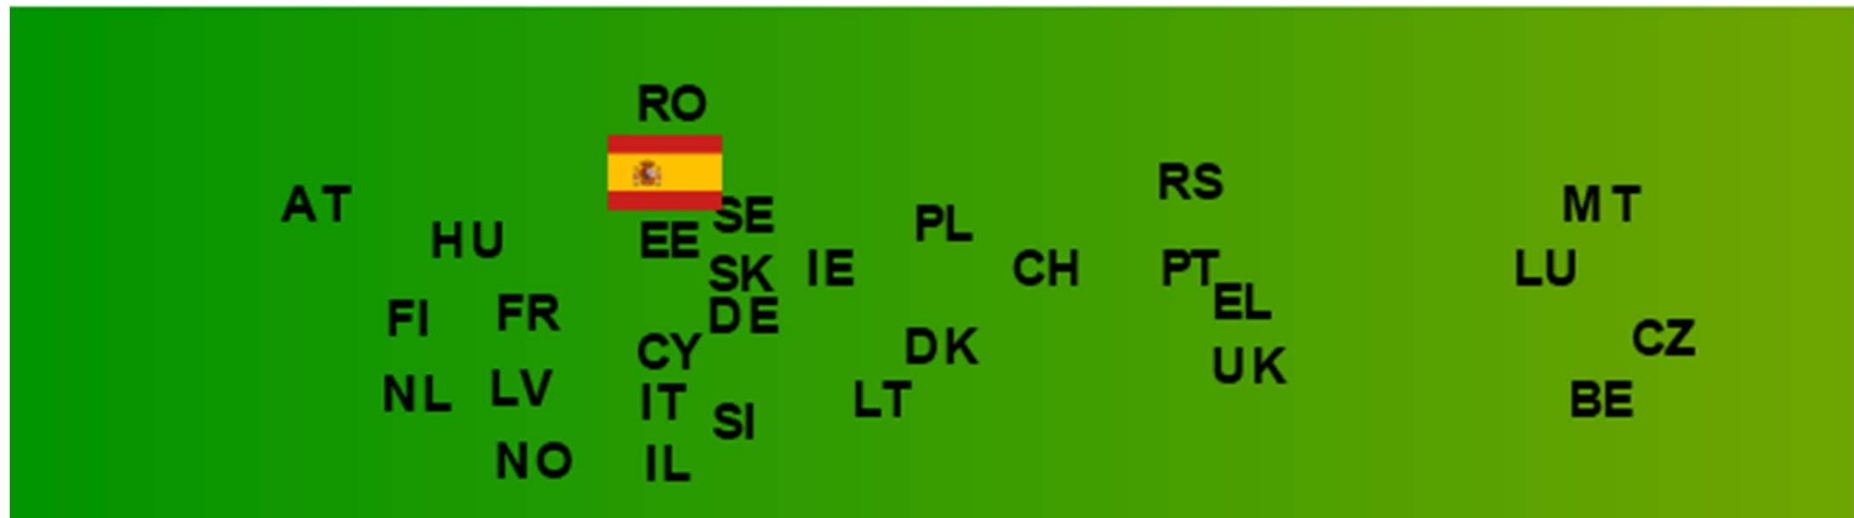 RO
RS
AT
MT
SE
PL
HU
EE
IE
CH
PT
LU
SK
EL
FR
DE
FI
CZ
DK
CY
UK
LV
NL
LT
BE
IT
SI
NO
IL